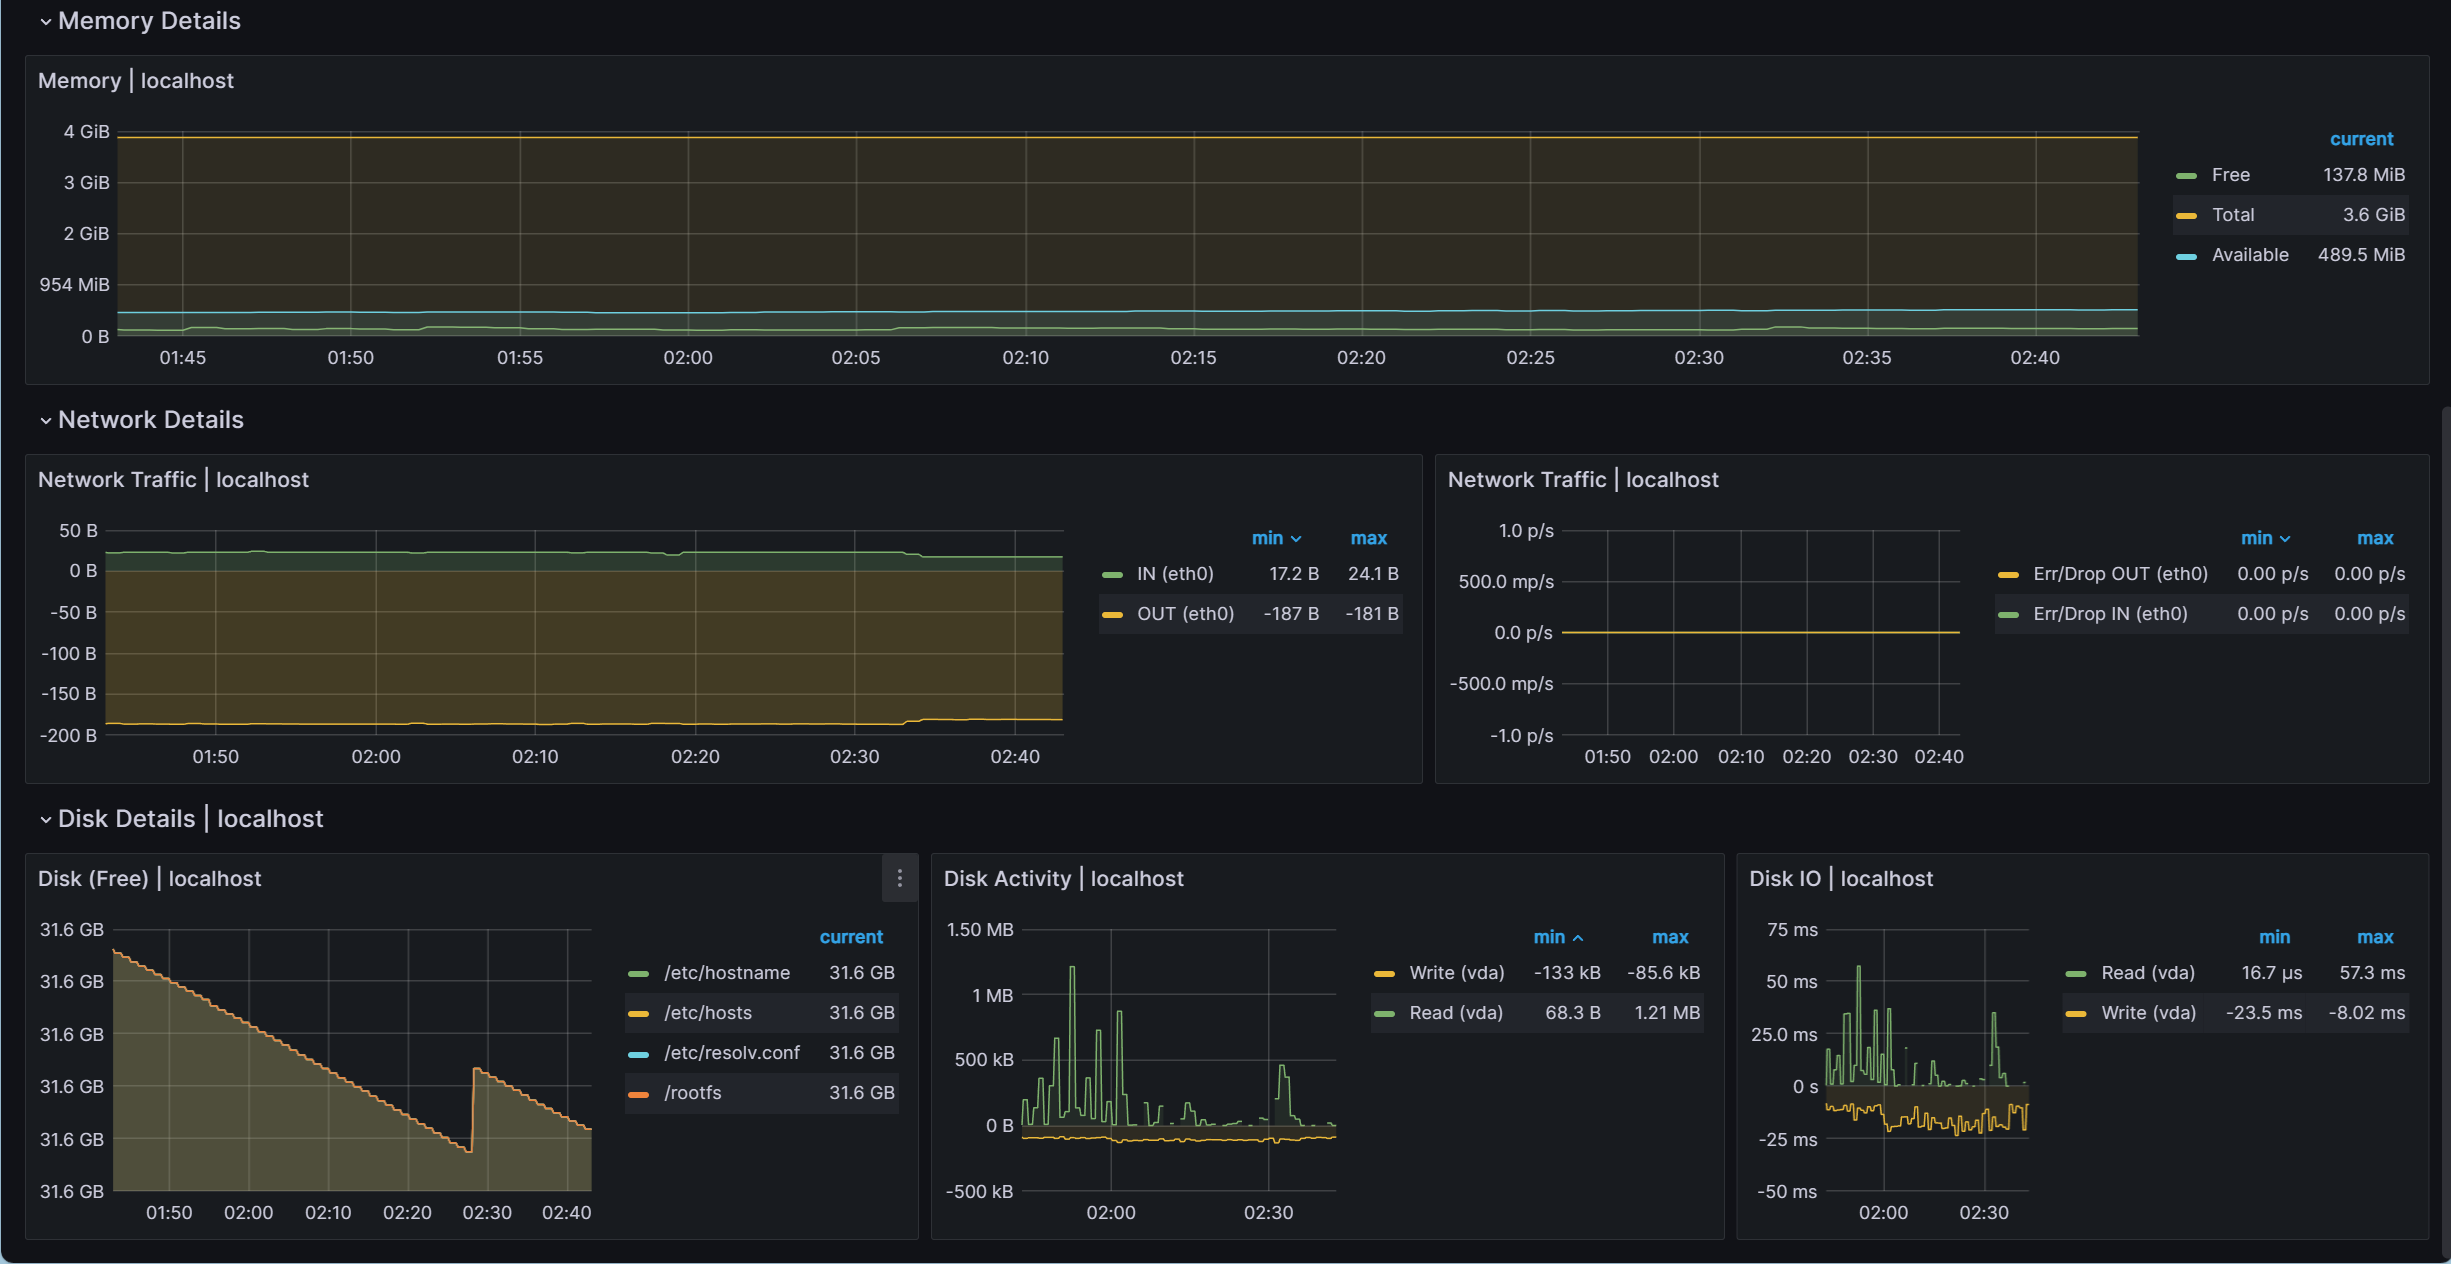 Memory Details
Memory | localhost
4 GiB
3 GiB
2 GiB
954 MiB
0 B
01:45 01:50 01:55 02:00 02:05 02:10 02:15 02:20 02:25 02:30 02:35 02:40
current
Free 137.8 MiB
Total 3.6 GiB
Available 489.5 MiB
Network Details
Network Traffic | localhost
50 B
0 B
-50 B
-100 B
-150 B
-200 B
01:50 02:00 02:10 02:20 02:30 02:40
min max
IN (eth0) 17.2 B 24.1 B
OUT (eth0) -187 B -181 B
Network Traffic | localhost
1.0 p/s
500.0 mp/s
0.0 p/s
-500.0 mp/s
-1.0 p/s
01:50 02:00 02:10 02:20 02:30 02:40
min max
Err/Drop OUT (eth0) 0.00 p/s 0.00 p/s
Err/Drop IN (eth0) 0.00 p/s 0.00 p/s
Disk Details | localhost
Disk (Free) | localhost
31.6 GB
31.6 GB
31.6 GB
31.6 GB
31.6 GB
31.6 GB
01:50 02:00 02:10 02:20 02:30 02:40
current
/etc/hostname 31.6 GB
/etc/hosts 31.6 GB
/etc/resolv.conf 31.6 GB
/rootfs 31.6 GB
Disk Activity | localhost
1.50 MB
1 MB
500 kB
0 B
-500 kB
02:00 02:30
min max
Write (vda) -133 kB -85.6 kB
Read (vda) 68.3 B 1.21 MB
Disk IO | localhost
75 ms
50 ms
25.0 ms
0 s
-25 ms
-50 ms
02:00 02:30
min max
Read (vda) 16.7 µs 57.3 ms
Write (vda) -23.5 ms -8.02 ms